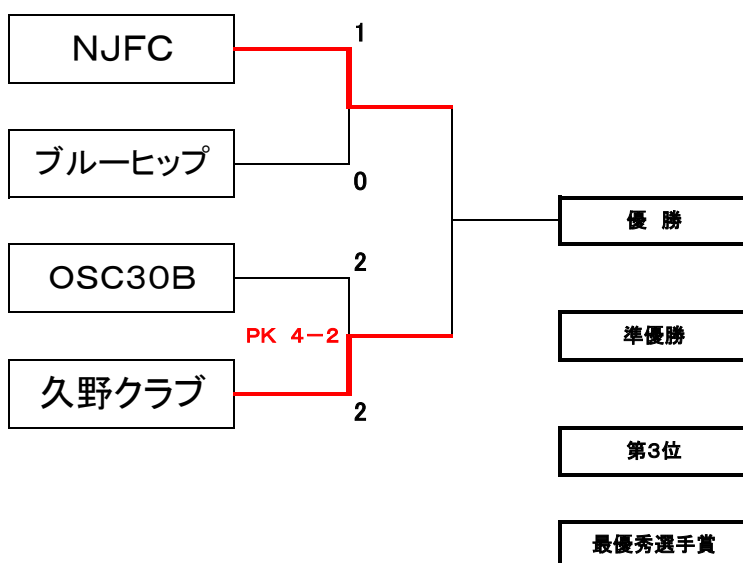 NJFC
1
ブルーヒップ
0
優 勝
OSC30B
2
PK 4－2
準優勝
久野クラブ
2
第3位
最優秀選手賞